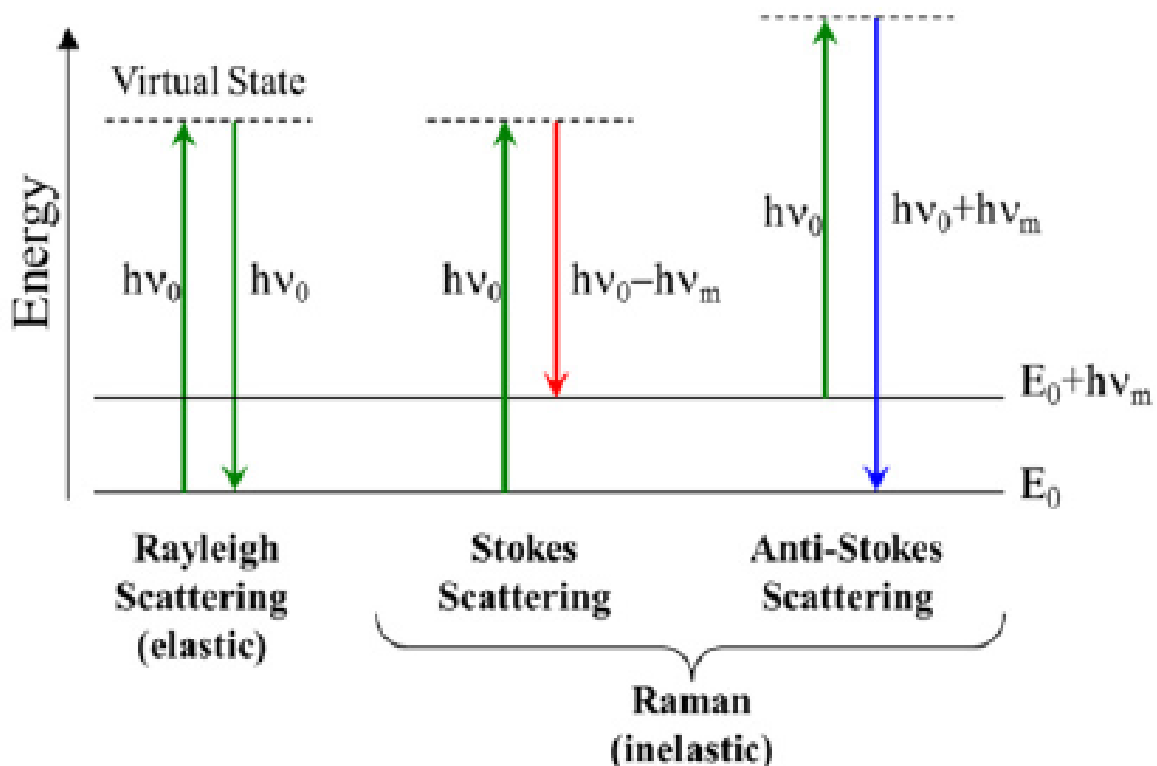 Virtual State
Energy
hν₀
hν₀
hν₀
hν₀−hνₘ
hν₀
hν₀+hνₘ
E₀+hνₘ
E₀
Rayleigh
Scattering
(elastic)
Stokes
Scattering
Anti-Stokes
Scattering
Raman
(inelastic)